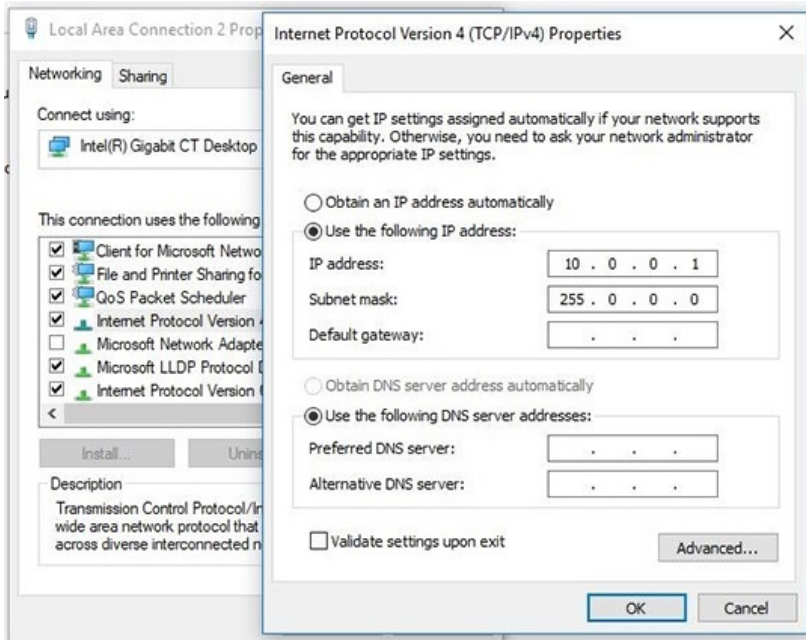 Local Area Connection 2 Prop
Networking
Sharing
Connect using:
Intel(R) Gigabit CT Desktop
This connection uses the following
Client for Microsoft Netwo
File and Printer Sharing fo
QoS Packet Scheduler
Internet Protocol Version 4
Microsoft Network Adapte
Microsoft LLDP Protocol D
Internet Protocol Version 6
Install...
Unins
Description
Transmission Control Protocol/In
wide area network protocol that
across diverse interconnected n
Internet Protocol Version 4 (TCP/IPv4) Properties
General
You can get IP settings assigned automatically if your network supports
this capability. Otherwise, you need to ask your network administrator
for the appropriate IP settings.
Obtain an IP address automatically
Use the following IP address:
IP address: 10 . 0 . 0 . 1
Subnet mask: 255 . 0 . 0 . 0
Default gateway: . . .
Obtain DNS server address automatically
Use the following DNS server addresses:
Preferred DNS server: . . .
Alternative DNS server: . . .
Validate settings upon exit
Advanced...
OK
Cancel